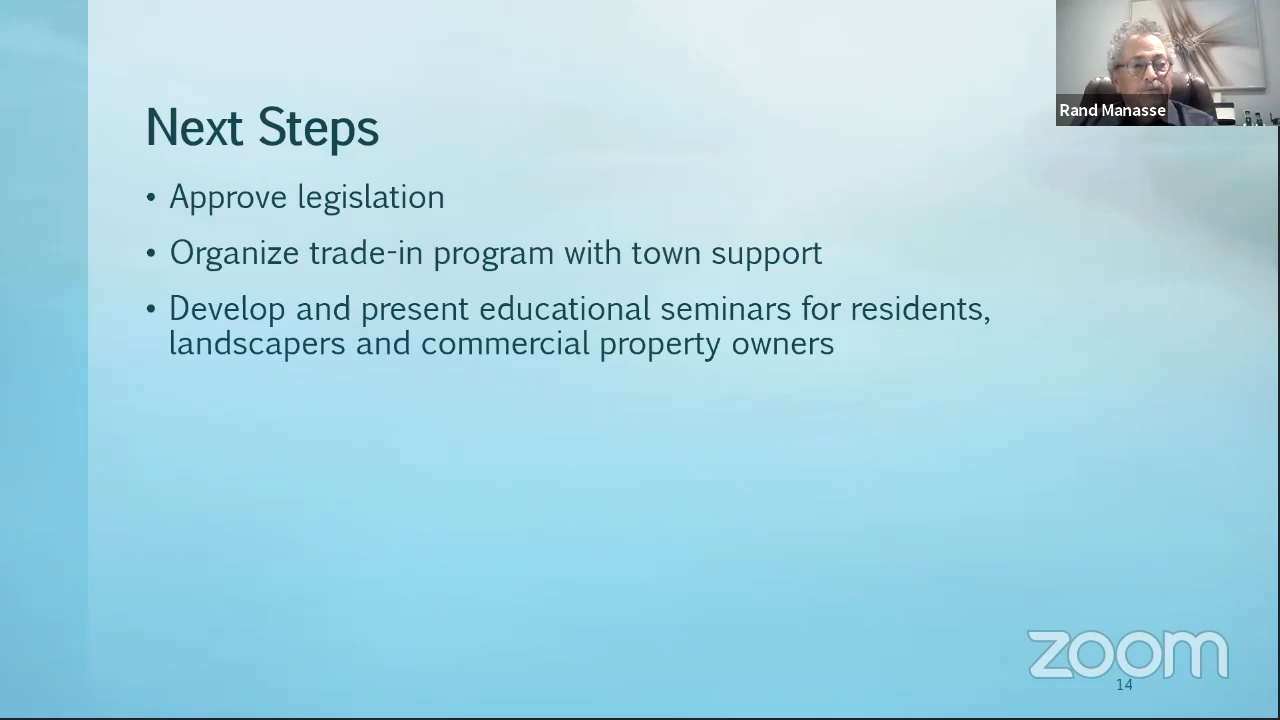 Next Steps
• Approve legislation
• Organize trade-in program with town support
• Develop and present educational seminars for residents,
landscapers and commercial property owners
Rand Manasse
zoom
14